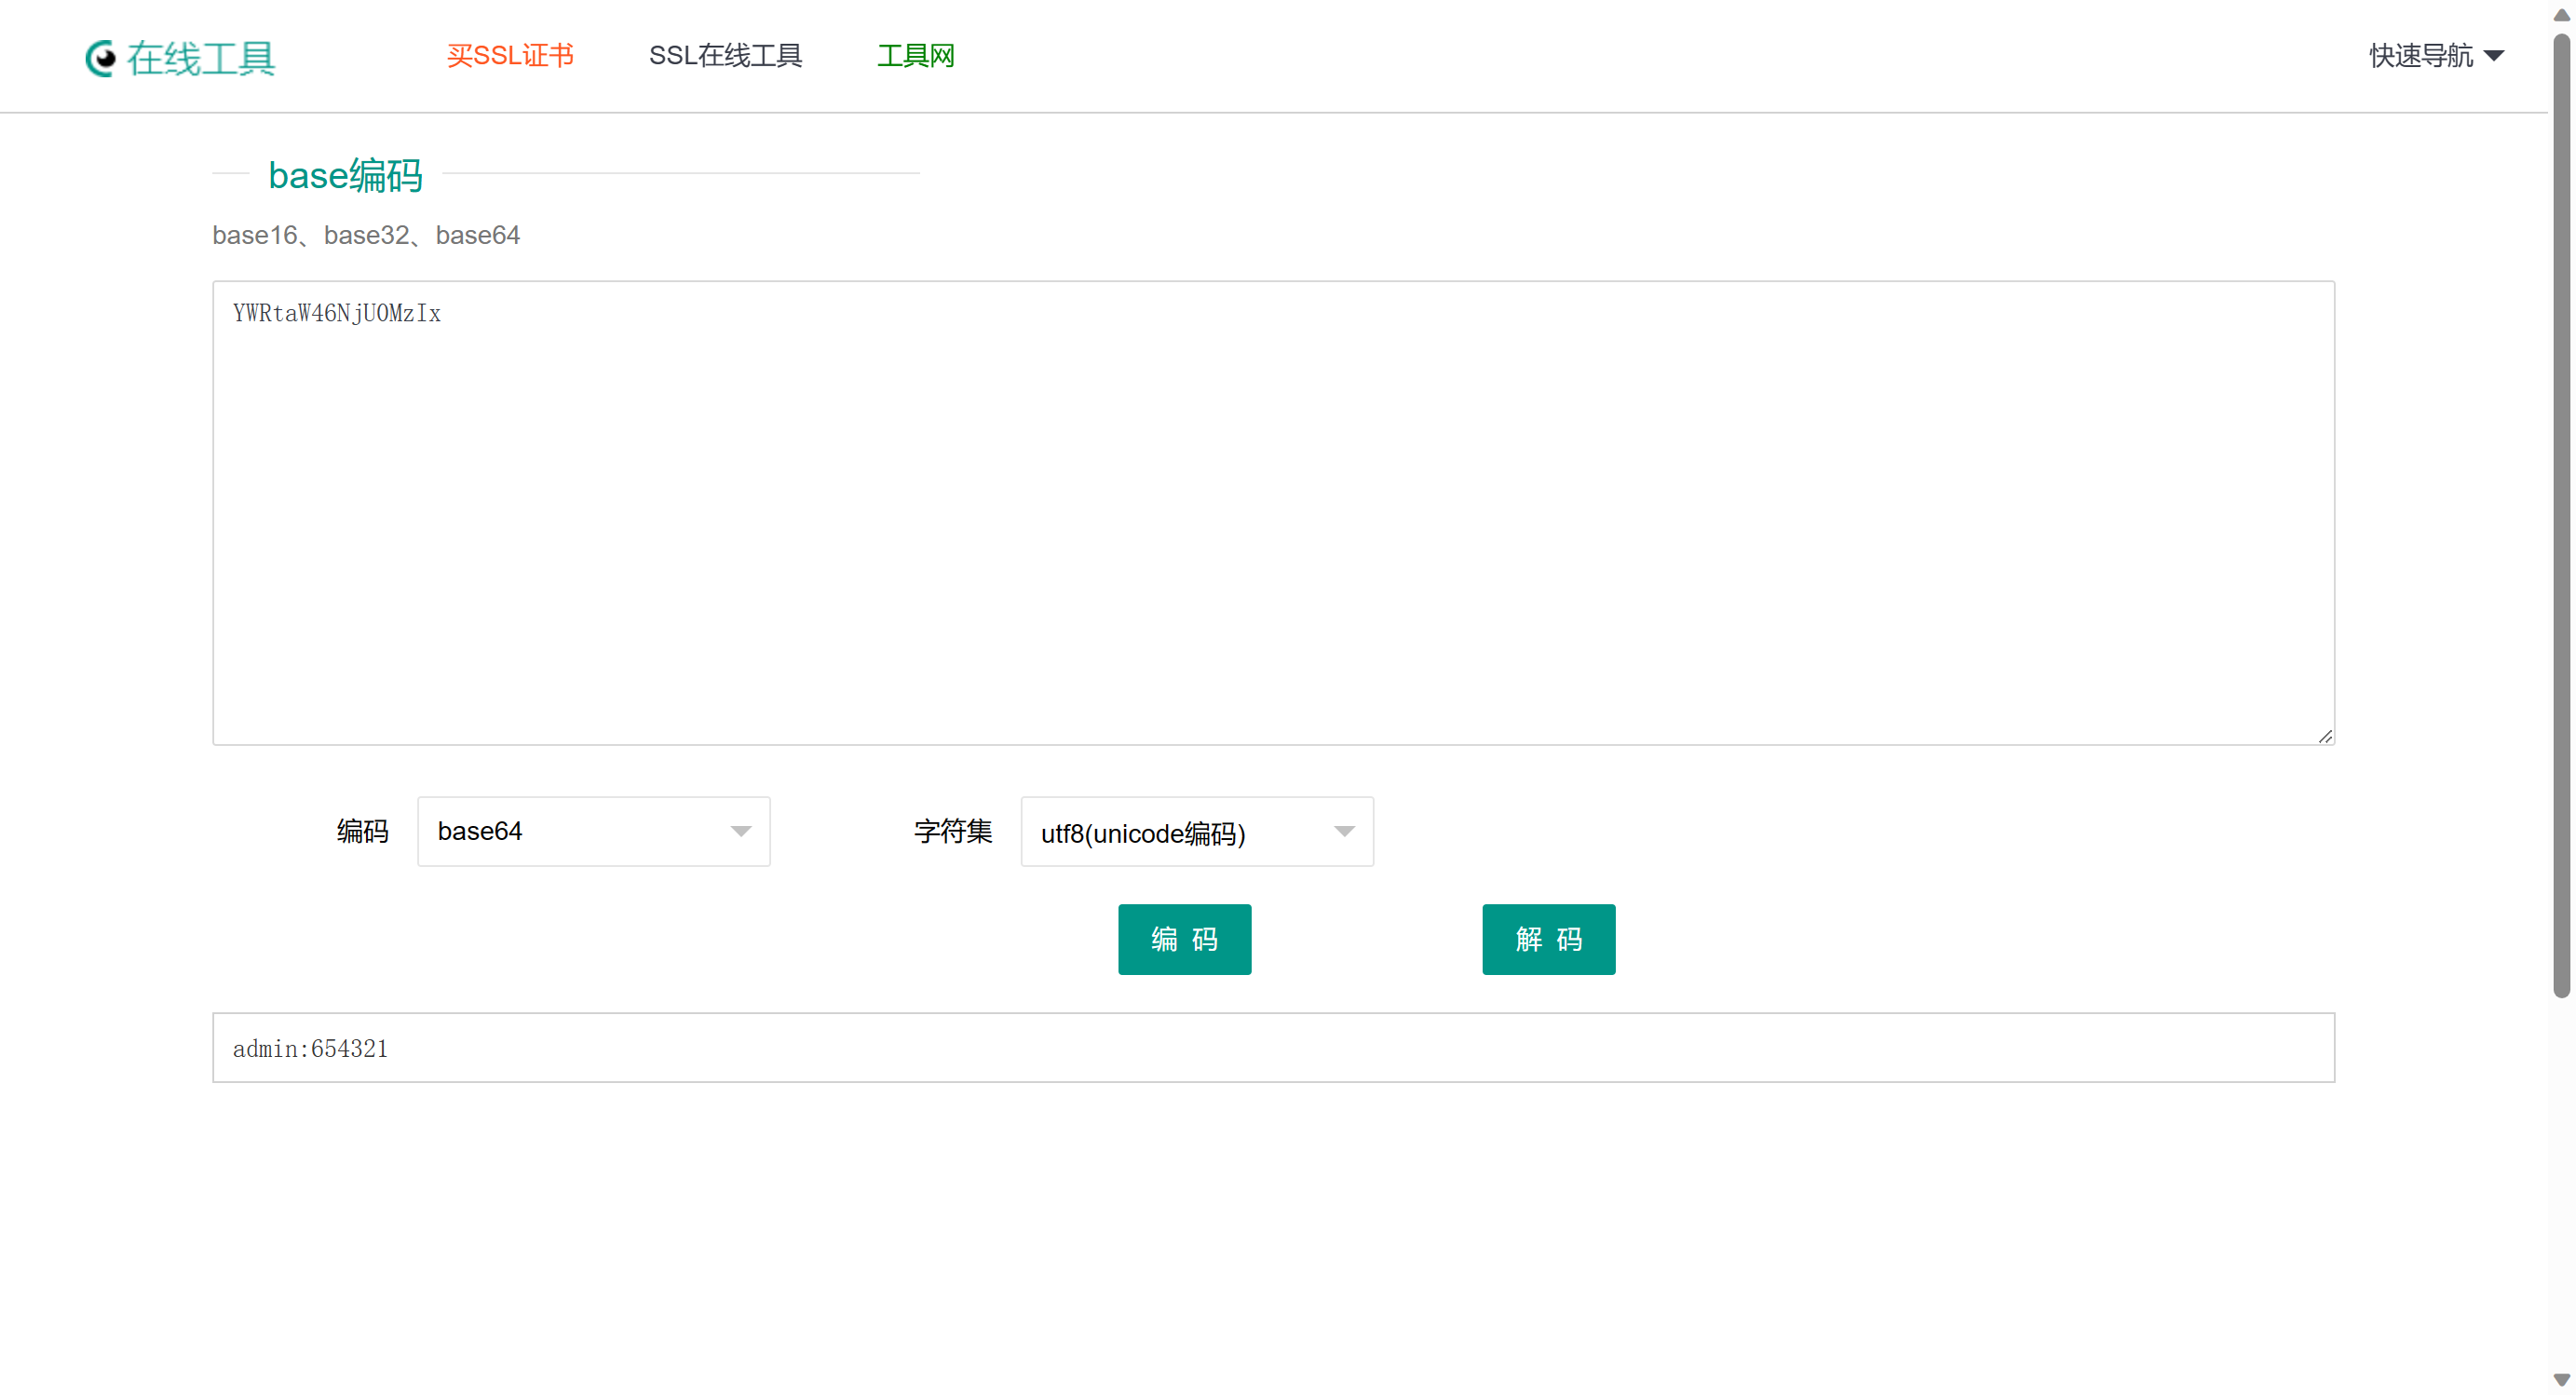 在线工具 买SSL证书 SSL在线工具 工具网 快速导航
base编码
base16、base32、base64
YWRtaW46NjU0MzIx
编码 base64 字符集 utf8(unicode编码)
编 码 解 码
admin:654321